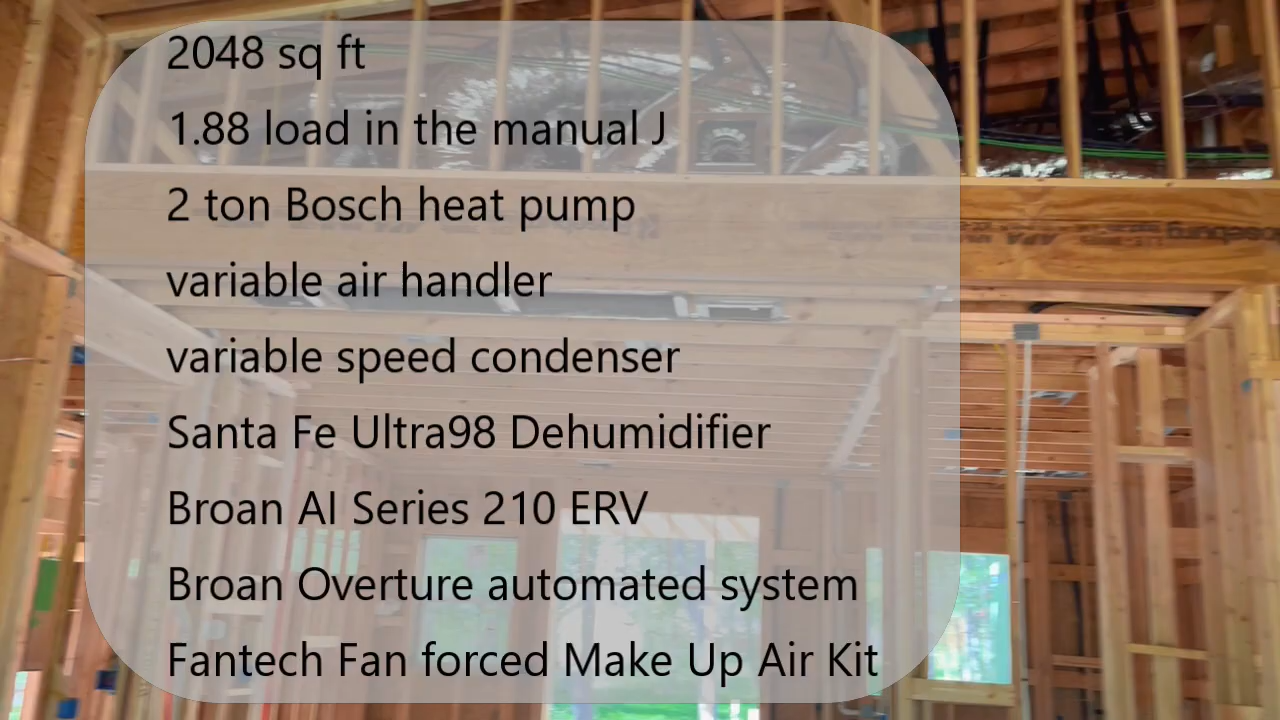 2048 sq ft
1.88 load in the manual J
2 ton Bosch heat pump
variable air handler
variable speed condenser
Santa Fe Ultra98 Dehumidifier
Broan AI Series 210 ERV
Broan Overture automated system
Fantech Fan forced Make Up Air Kit